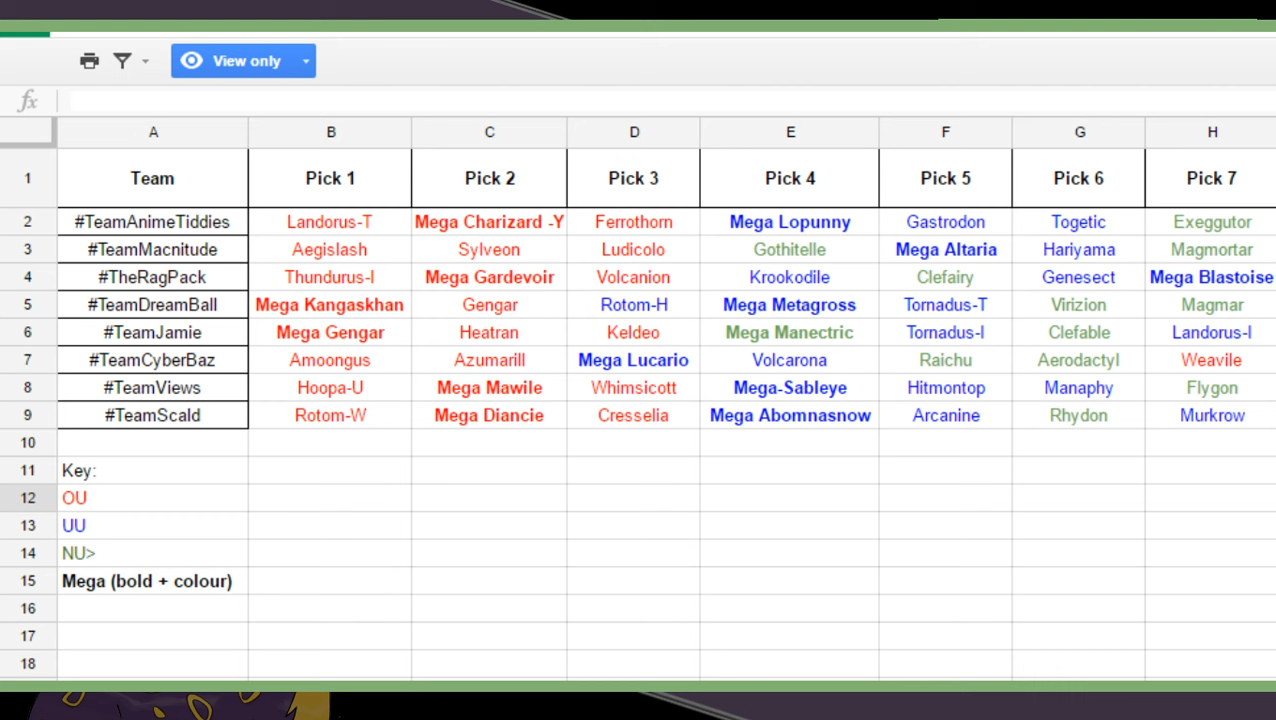 View only
fx
A B C D E F G H
1 Team Pick 1 Pick 2 Pick 3 Pick 4 Pick 5 Pick 6 Pick 7
2 #TeamAnimeTiddies Landorus-T Mega Charizard -Y Ferrothorn Mega Lopunny Gastrodon Togetic Exeggutor
3 #TeamMacnitude Aegislash Sylveon Ludicolo Gothitelle Mega Altaria Hariyama Magmortar
4 #TheRagPack Thundurus-I Mega Gardevoir Volcanion Krookodile Clefairy Genesect Mega Blastoise
5 #TeamDreamBall Mega Kangaskhan Gengar Rotom-H Mega Metagross Tornadus-T Virizion Magmar
6 #TeamJamie Mega Gengar Heatran Keldeo Mega Manectric Tornadus-I Clefable Landorus-I
7 #TeamCyberBaz Amoongus Azumarill Mega Lucario Volcarona Raichu Aerodactyl Weavile
8 #TeamViews Hoopa-U Mega Mawile Whimsicott Mega-Sableye Hitmontop Manaphy Flygon
9 #TeamScald Rotom-W Mega Diancie Cresselia Mega Abomnasnow Arcanine Rhydon Murkrow
10
11 Key:
12 OU
13 UU
14 NU>
15 Mega (bold + colour)
16
17
18